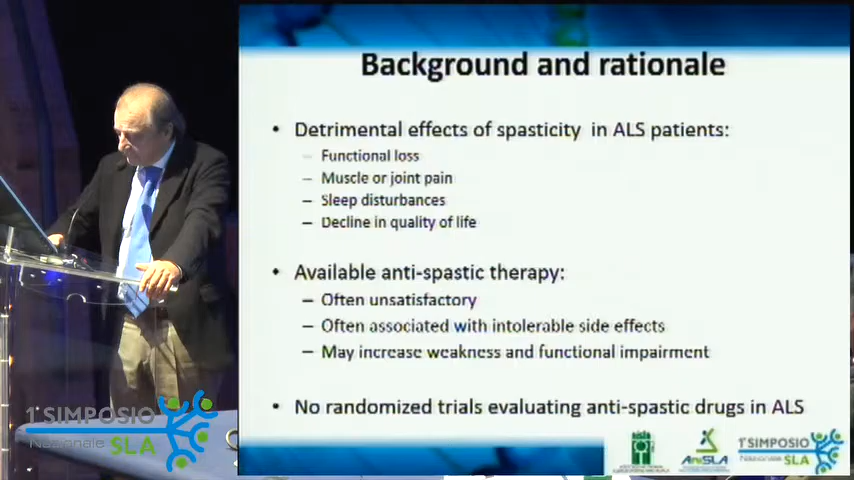 Background and rationale
• Detrimental effects of spasticity in ALS patients:
– Functional loss
– Muscle or joint pain
– Sleep disturbances
– Decline in quality of life
• Available anti-spastic therapy:
– Often unsatisfactory
– Often associated with intolerable side effects
– May increase weakness and functional impairment
• No randomized trials evaluating anti-spastic drugs in ALS
1°SIMPOSIO
Nazionale SLA
AriSLA
1°SIMPOSIO
Nazionale SLA